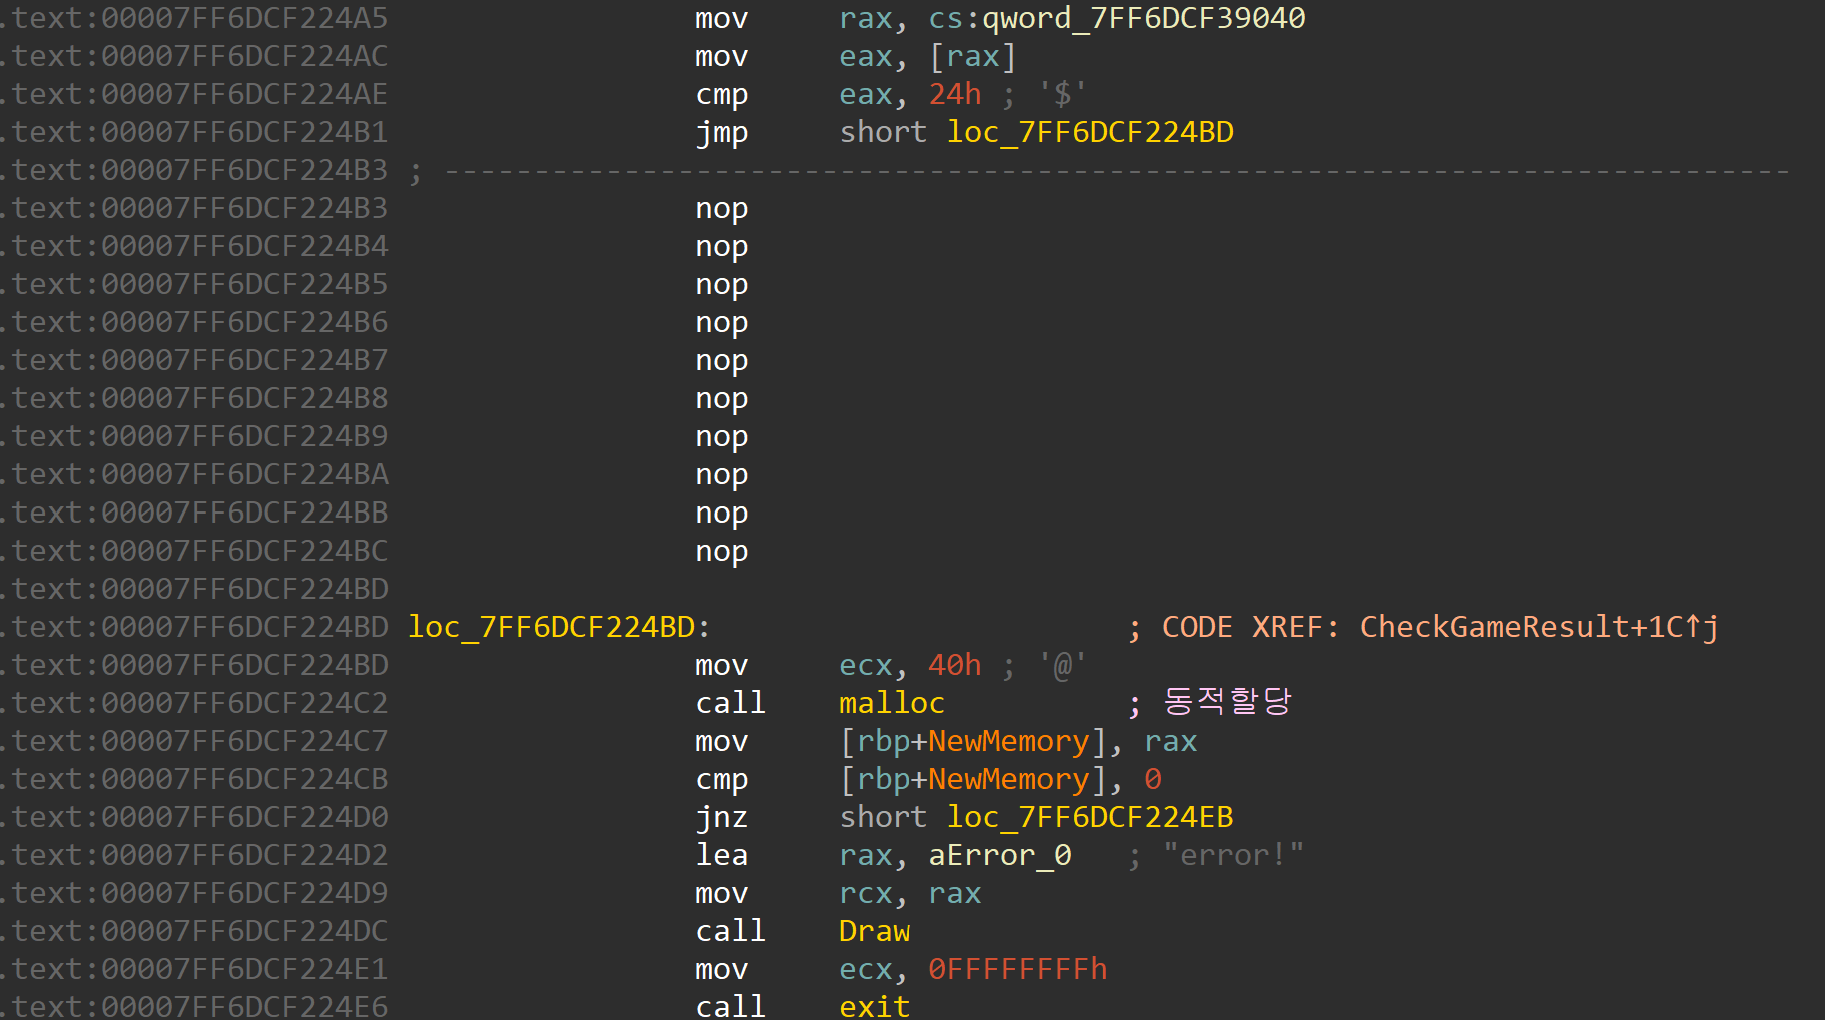 .text:00007FF6DCF224A5 mov rax, cs:qword_7FF6DCF39040
.text:00007FF6DCF224AC mov eax, [rax]
.text:00007FF6DCF224AE cmp eax, 24h ; '$'
.text:00007FF6DCF224B1 jmp short loc_7FF6DCF224BD
.text:00007FF6DCF224B3 ; ---------------------------------------------------------------------------
.text:00007FF6DCF224B3 nop
.text:00007FF6DCF224B4 nop
.text:00007FF6DCF224B5 nop
.text:00007FF6DCF224B6 nop
.text:00007FF6DCF224B7 nop
.text:00007FF6DCF224B8 nop
.text:00007FF6DCF224B9 nop
.text:00007FF6DCF224BA nop
.text:00007FF6DCF224BB nop
.text:00007FF6DCF224BC nop
.text:00007FF6DCF224BD
.text:00007FF6DCF224BD loc_7FF6DCF224BD: ; CODE XREF: CheckGameResult+1C↑j
.text:00007FF6DCF224BD mov ecx, 40h ; '@'
.text:00007FF6DCF224C2 call malloc ; 동적할당
.text:00007FF6DCF224C7 mov [rbp+NewMemory], rax
.text:00007FF6DCF224CB cmp [rbp+NewMemory], 0
.text:00007FF6DCF224D0 jnz short loc_7FF6DCF224EB
.text:00007FF6DCF224D2 lea rax, aError_0 ; "error!"
.text:00007FF6DCF224D9 mov rcx, rax
.text:00007FF6DCF224DC call Draw
.text:00007FF6DCF224E1 mov ecx, 0FFFFFFFFh
.text:00007FF6DCF224E6 call exit